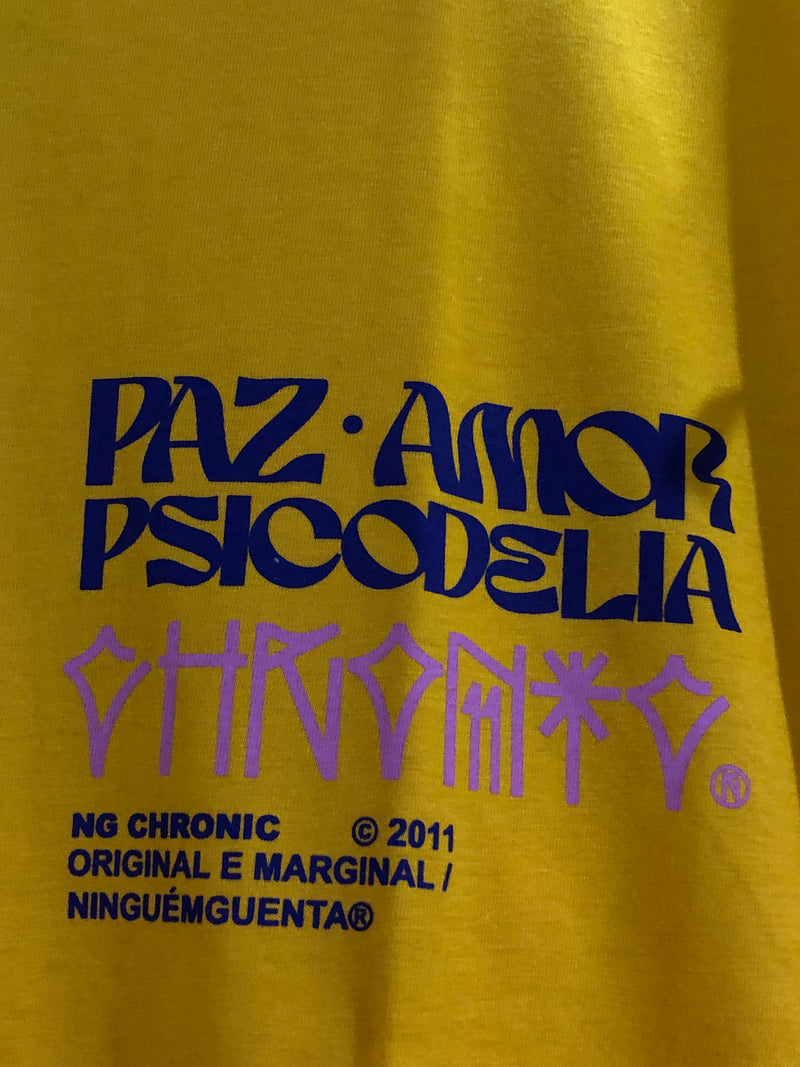 PAZ · AMOR
PSICODELIA
CHRONIC
NG CHRONIC © 2011
ORIGINAL E MARGINAL /
NINGUÉMGUENTA®